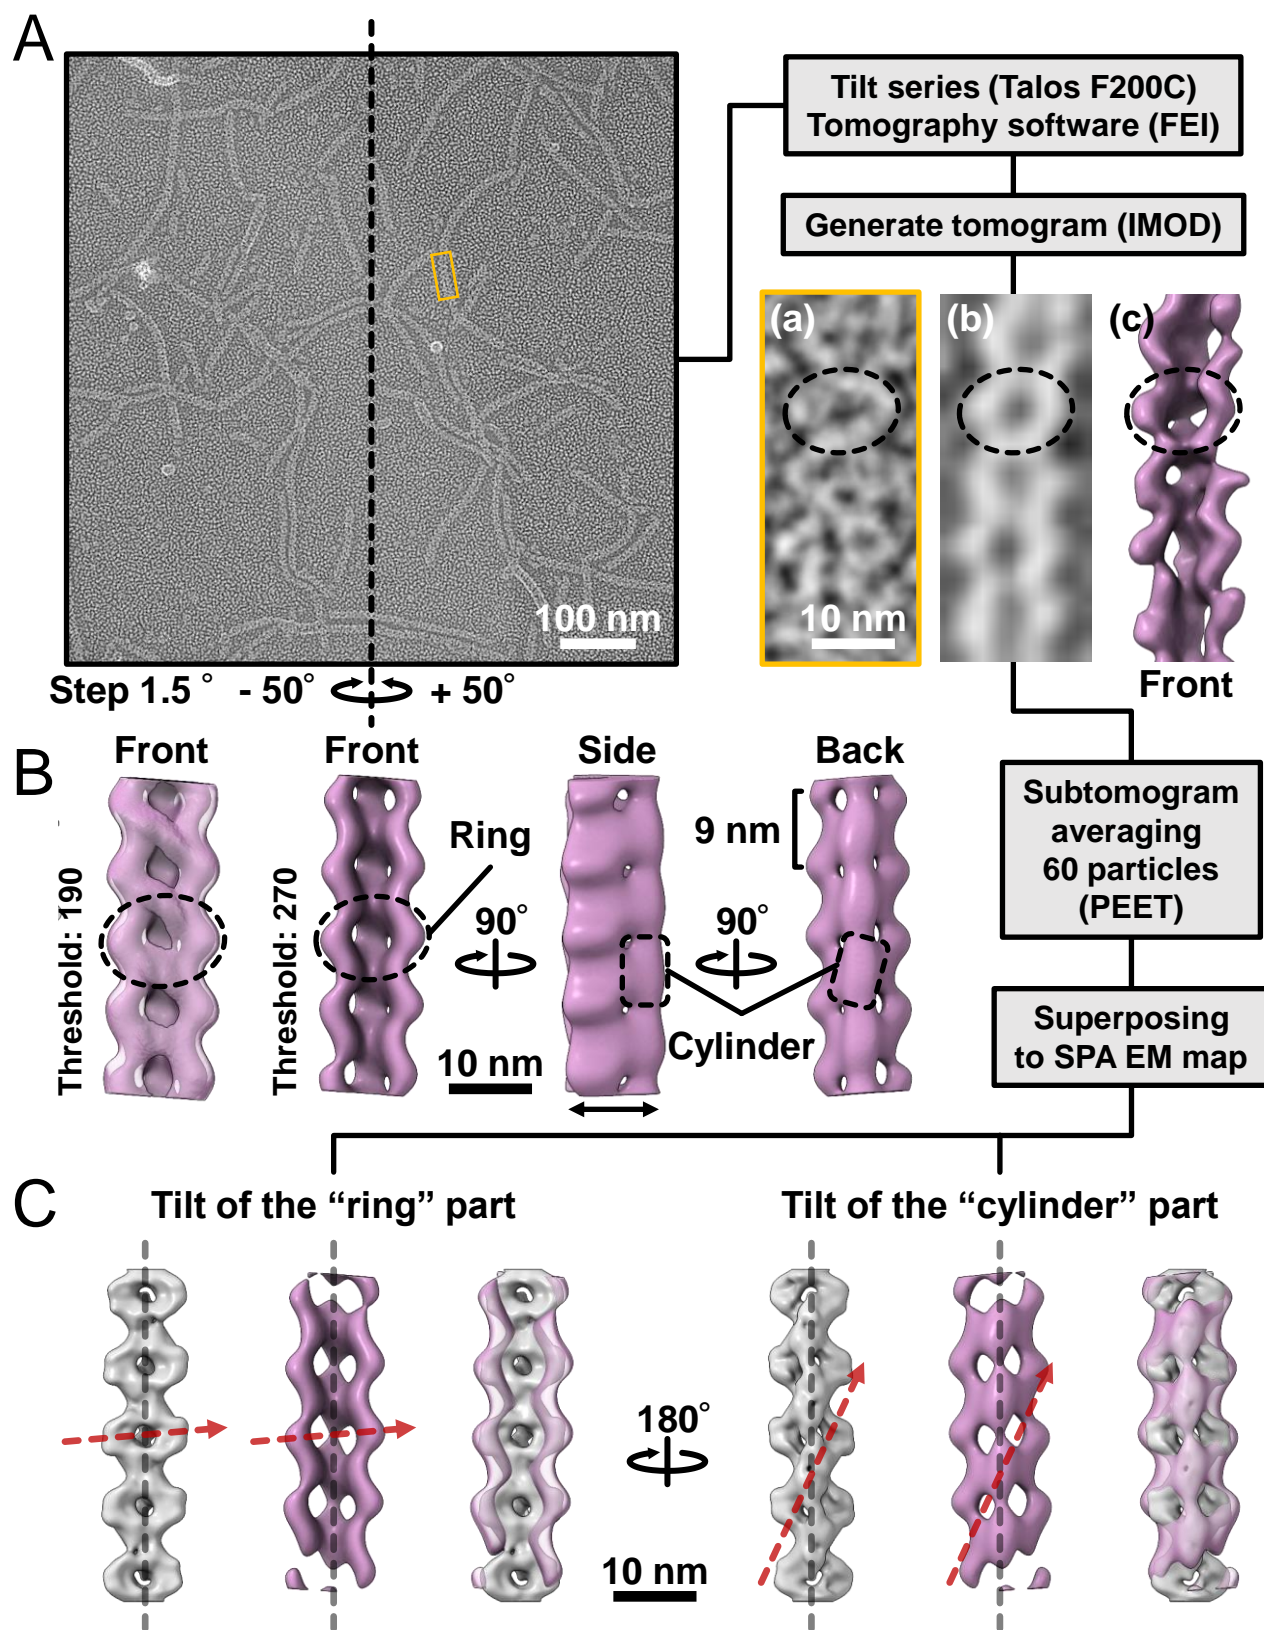 A
Tilt series (Talos F200C)
Tomography software (FEI)
Generate tomogram (IMOD)
(a)
(b)
(c)
100 nm
10 nm
Front
Step 1.5° - 50° + 50°
B
Front
Front
Side
Back
Threshold: 190
Threshold: 270
Ring
90°
90°
9 nm
Cylinder
10 nm
Subtomogram
averaging
60 particles
(PEET)
Superposing
to SPA EM map
C
Tilt of the “ring” part
Tilt of the “cylinder” part
180°
10 nm